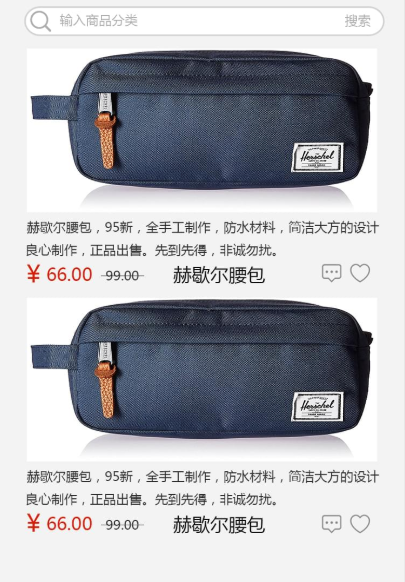 输入商品分类 搜索
Herschel
赫歇尔腰包，95新，全手工制作，防水材料，简洁大方的设计
良心制作，正品出售。先到先得，非诚勿扰。
¥ 66.00 99.00 赫歇尔腰包
Herschel
赫歇尔腰包，95新，全手工制作，防水材料，简洁大方的设计
良心制作，正品出售。先到先得，非诚勿扰。
¥ 66.00 99.00 赫歇尔腰包